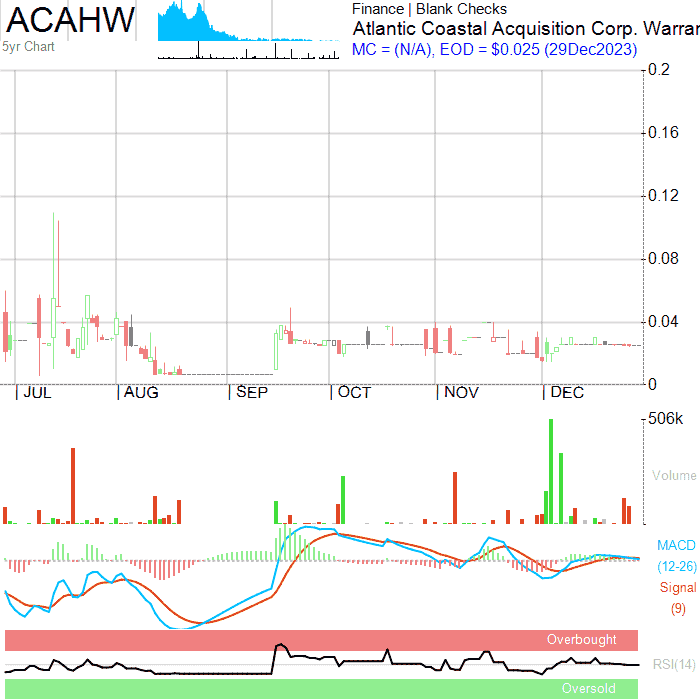 ACAHW
5yr Chart
Finance | Blank Checks
Atlantic Coastal Acquisition Corp. Warran
MC = (N/A), EOD = $0.025 (29Dec2023)
0.2
0.16
0.12
0.08
0.04
0
JUL AUG SEP OCT NOV DEC
506k
Volume
MACD
(12-26)
Signal
(9)
Overbought
RSI(14)
Oversold